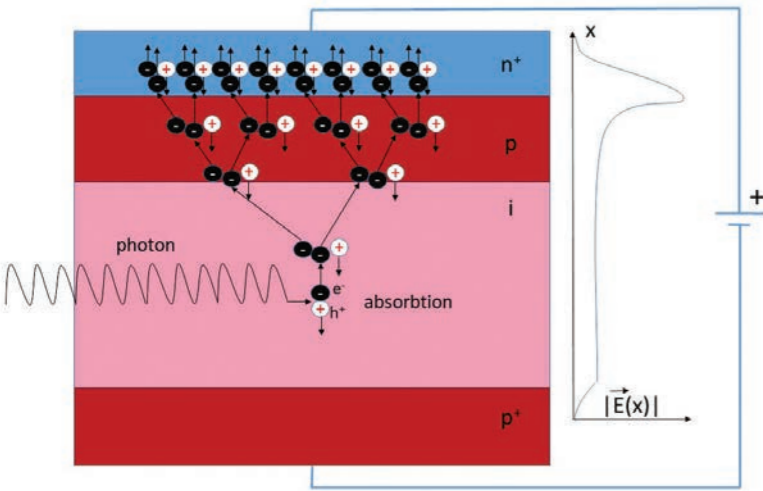 n+
x
p
i
+
photon
e-
absorbtion
h+
p+
|E(x)|